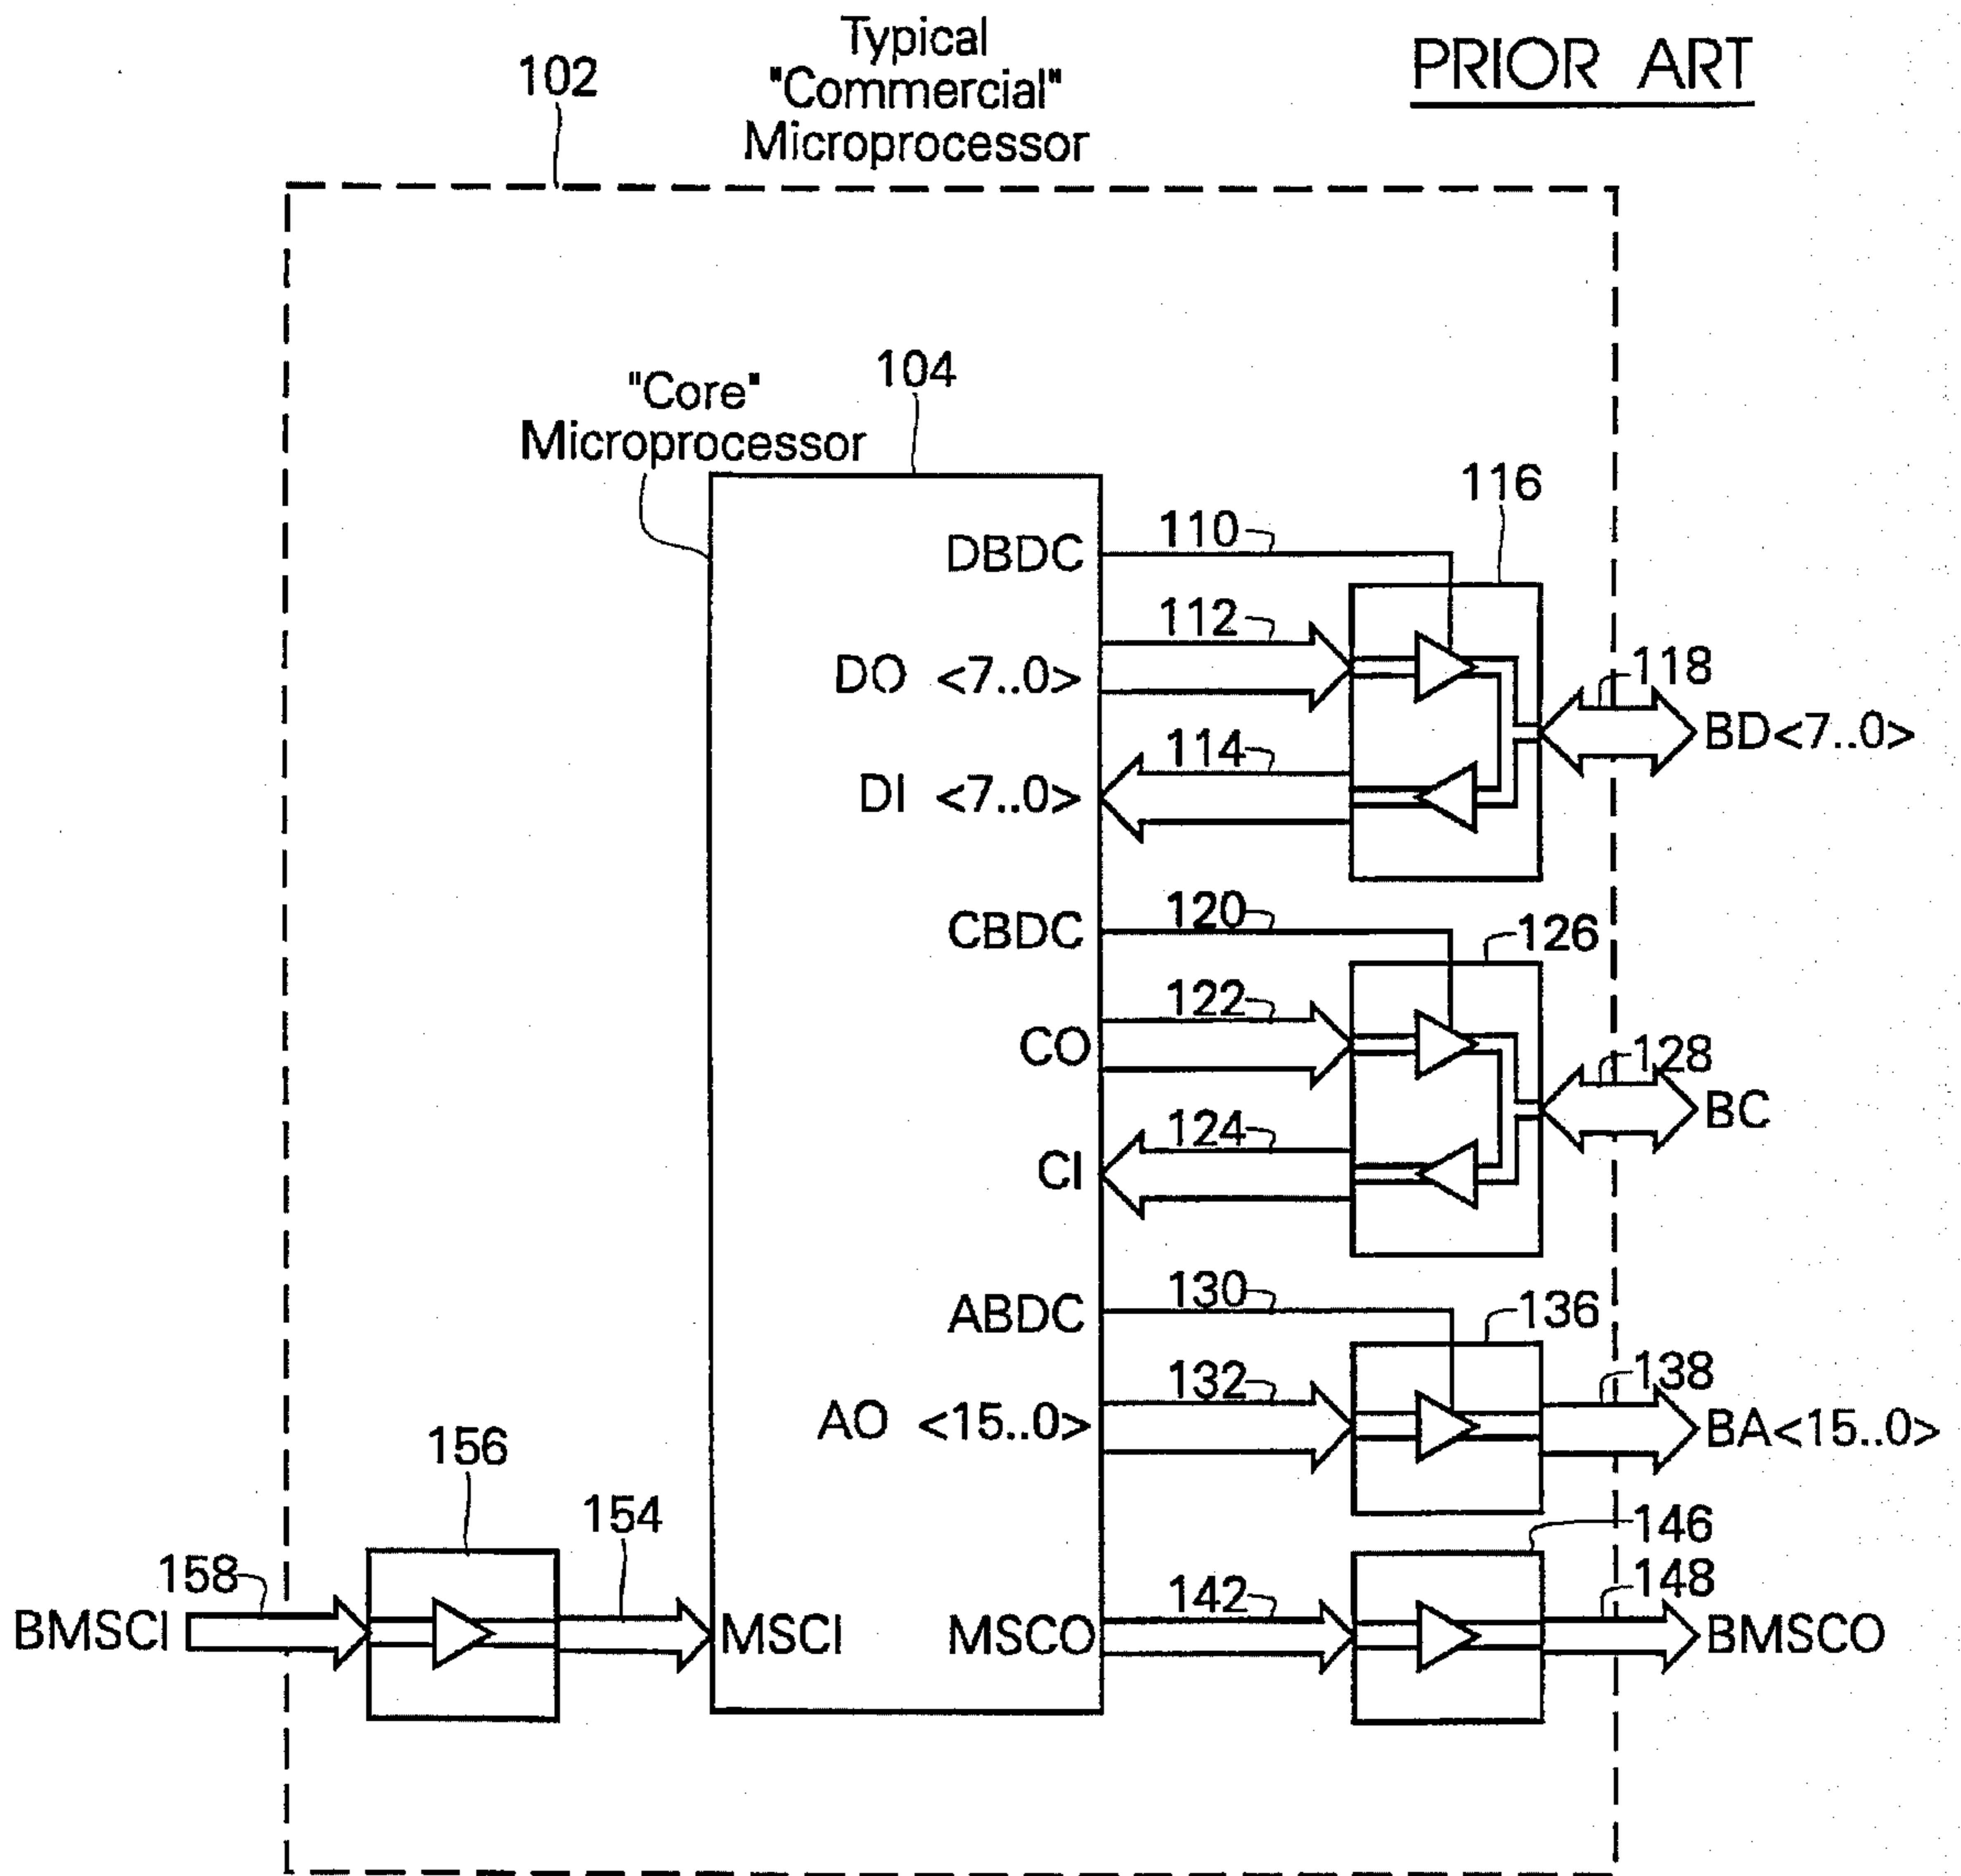 Typical
"Commercial"
Microprocessor
PRIOR ART
102
"Core"
Microprocessor
104
116
DBDC
110
DO <7..0>
112
118
BD<7..0>
DI <7..0>
114
CBDC
120
126
CO
122
128
BC
CI
124
ABDC
130
136
AO <15..0>
132
138
BA<15..0>
156
154
146
158
BMSCI
MSCI
MSCO
142
148
BMSCO